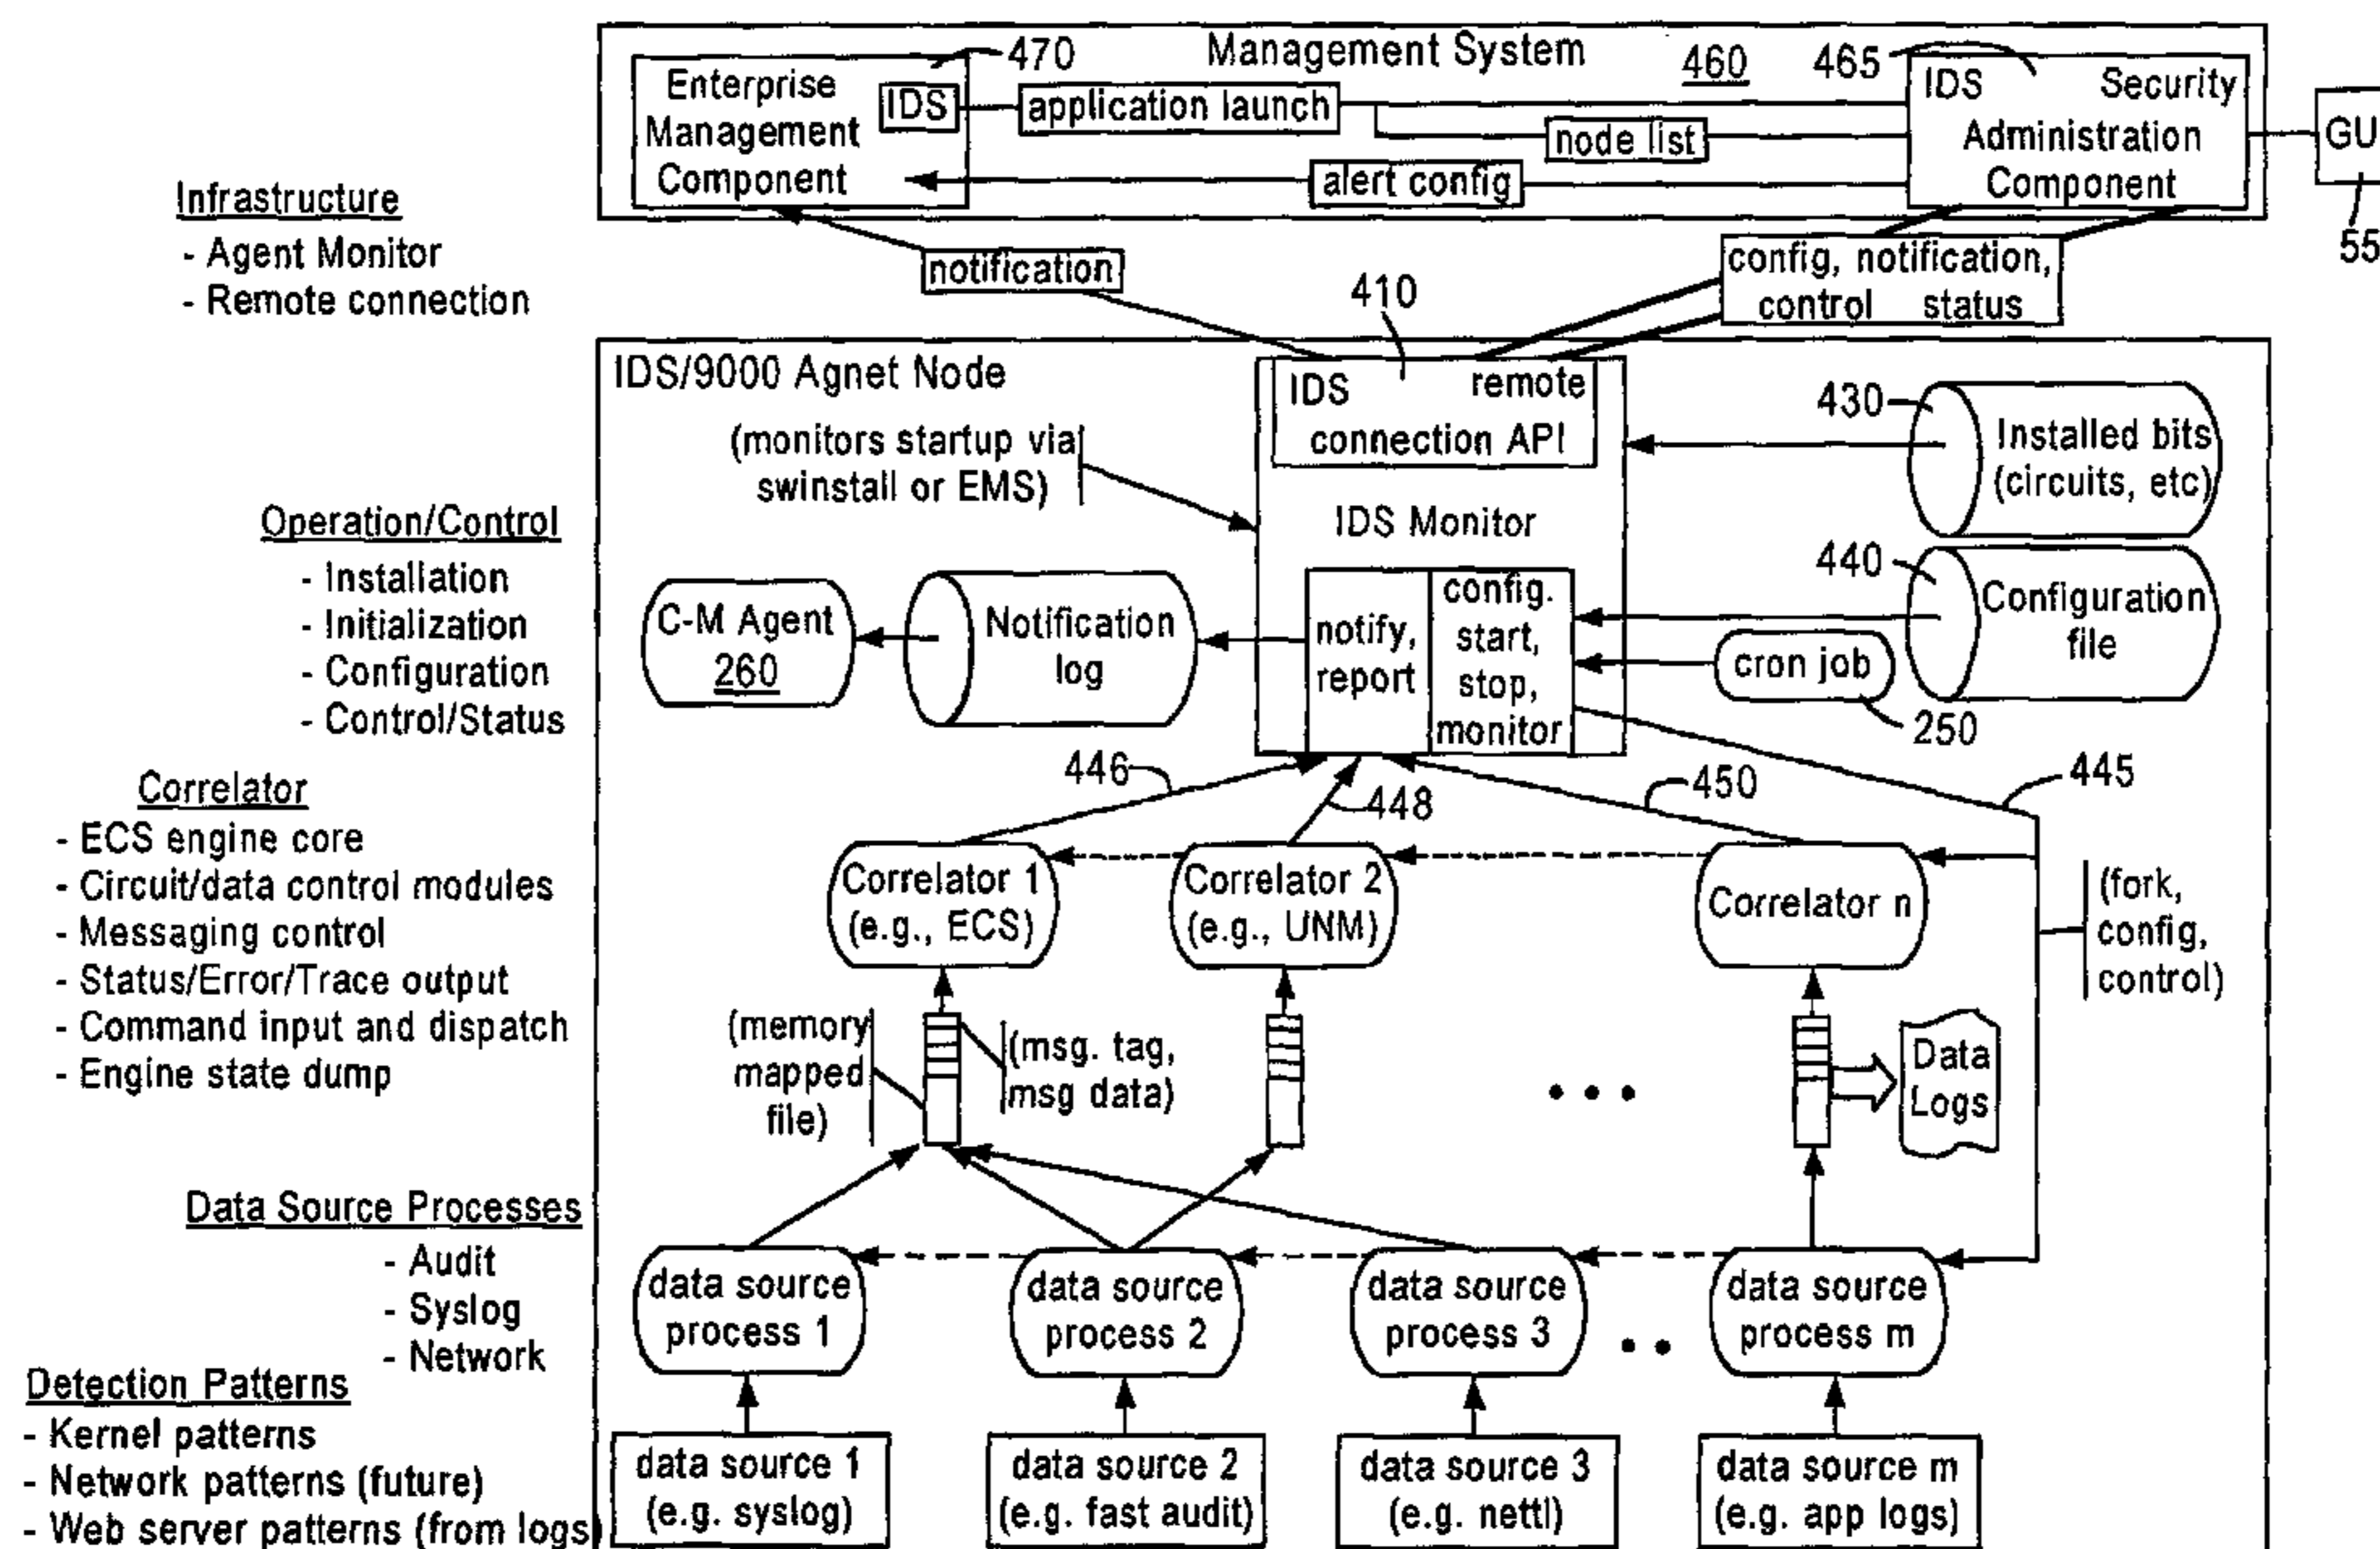 Management System
460
465
470
Enterprise
Management
Component
IDS
application launch
node list
alert config
IDS Security
Administration
Component
GU
55
Infrastructure
- Agent Monitor
- Remote connection
notification
config, notification,
control status
410
IDS/9000 Agnet Node
IDS remote
connection API
(monitors startup via
swinstall or EMS)
IDS Monitor
430
Installed bits
(circuits, etc)
Operation/Control
- Installation
- Initialization
- Configuration
- Control/Status
C-M Agent
260
Notification
log
notify,
report
config.
start,
stop,
monitor
440
Configuration
file
cron job
250
446
448
450
445
Correlator
- ECS engine core
- Circuit/data control modules
- Messaging control
- Status/Error/Trace output
- Command input and dispatch
- Engine state dump
Correlator 1
(e.g., ECS)
Correlator 2
(e.g., UNM)
Correlator n
(fork,
config,
control)
(memory
mapped
file)
(msg. tag,
msg data)
Data
Logs
Data Source Processes
- Audit
- Syslog
- Network
data source
process 1
data source
process 2
data source
process 3
data source
process m
Detection Patterns
- Kernel patterns
- Network patterns (future)
- Web server patterns (from logs)
data source 1
(e.g. syslog)
data source 2
(e.g. fast audit)
data source 3
(e.g. nettl)
data source m
(e.g. app logs)